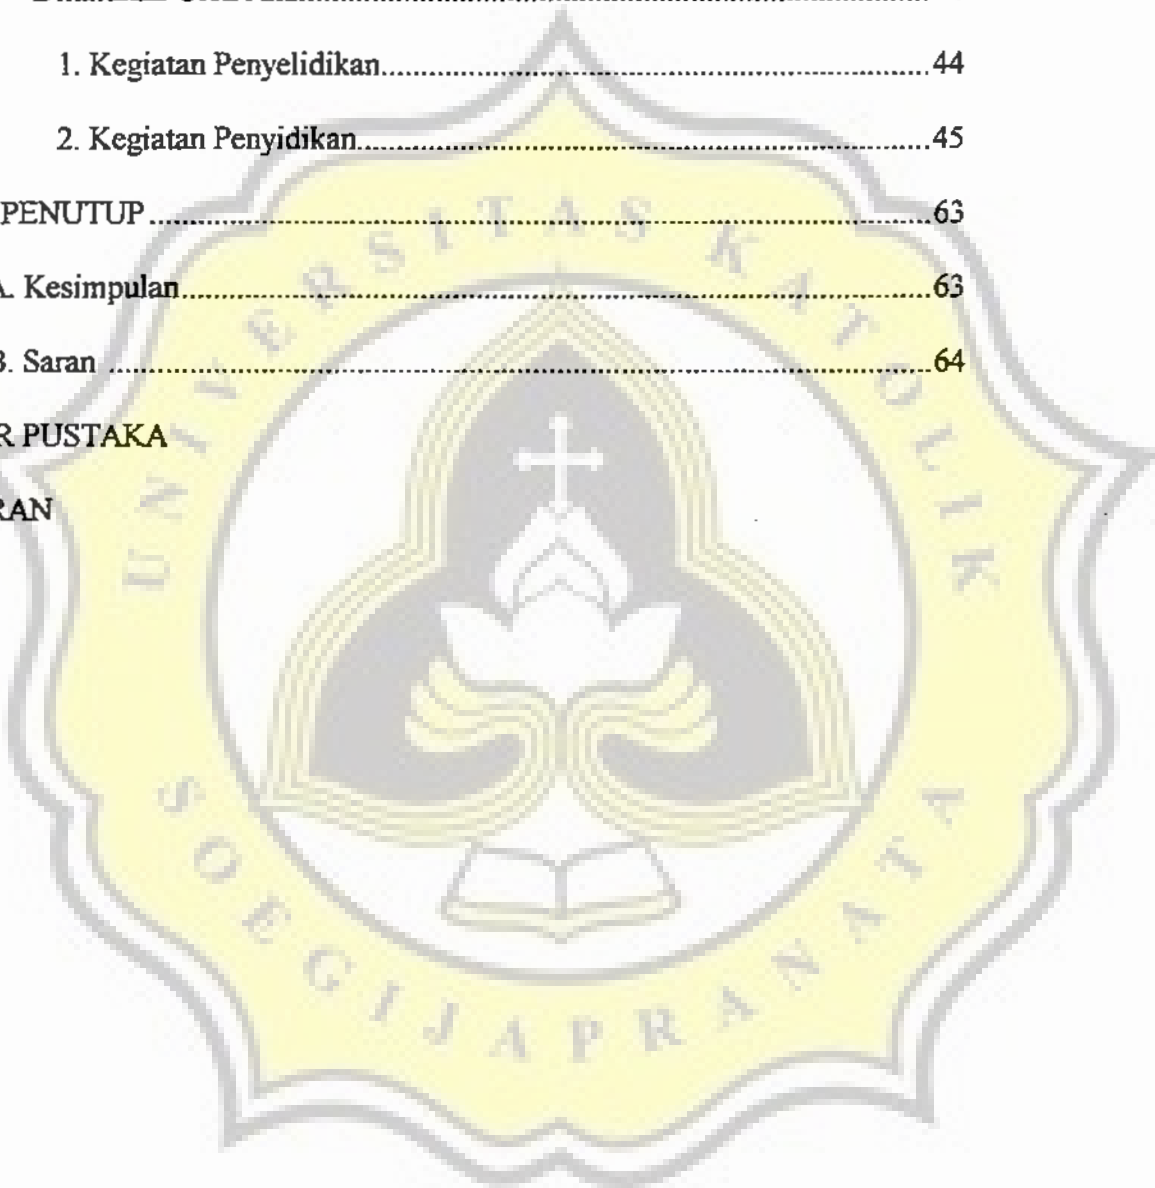 1. Kegiatan Penyelidikan....................................................................44
2. Kegiatan Penyidikan.......................................................................45
PENUTUP..............................................................................................63
A. Kesimpulan..........................................................................................63
B. Saran ..................................................................................................64
R PUSTAKA
RAN
UNIVERSITAS KATOLIK
SOEGIJAPRANATA